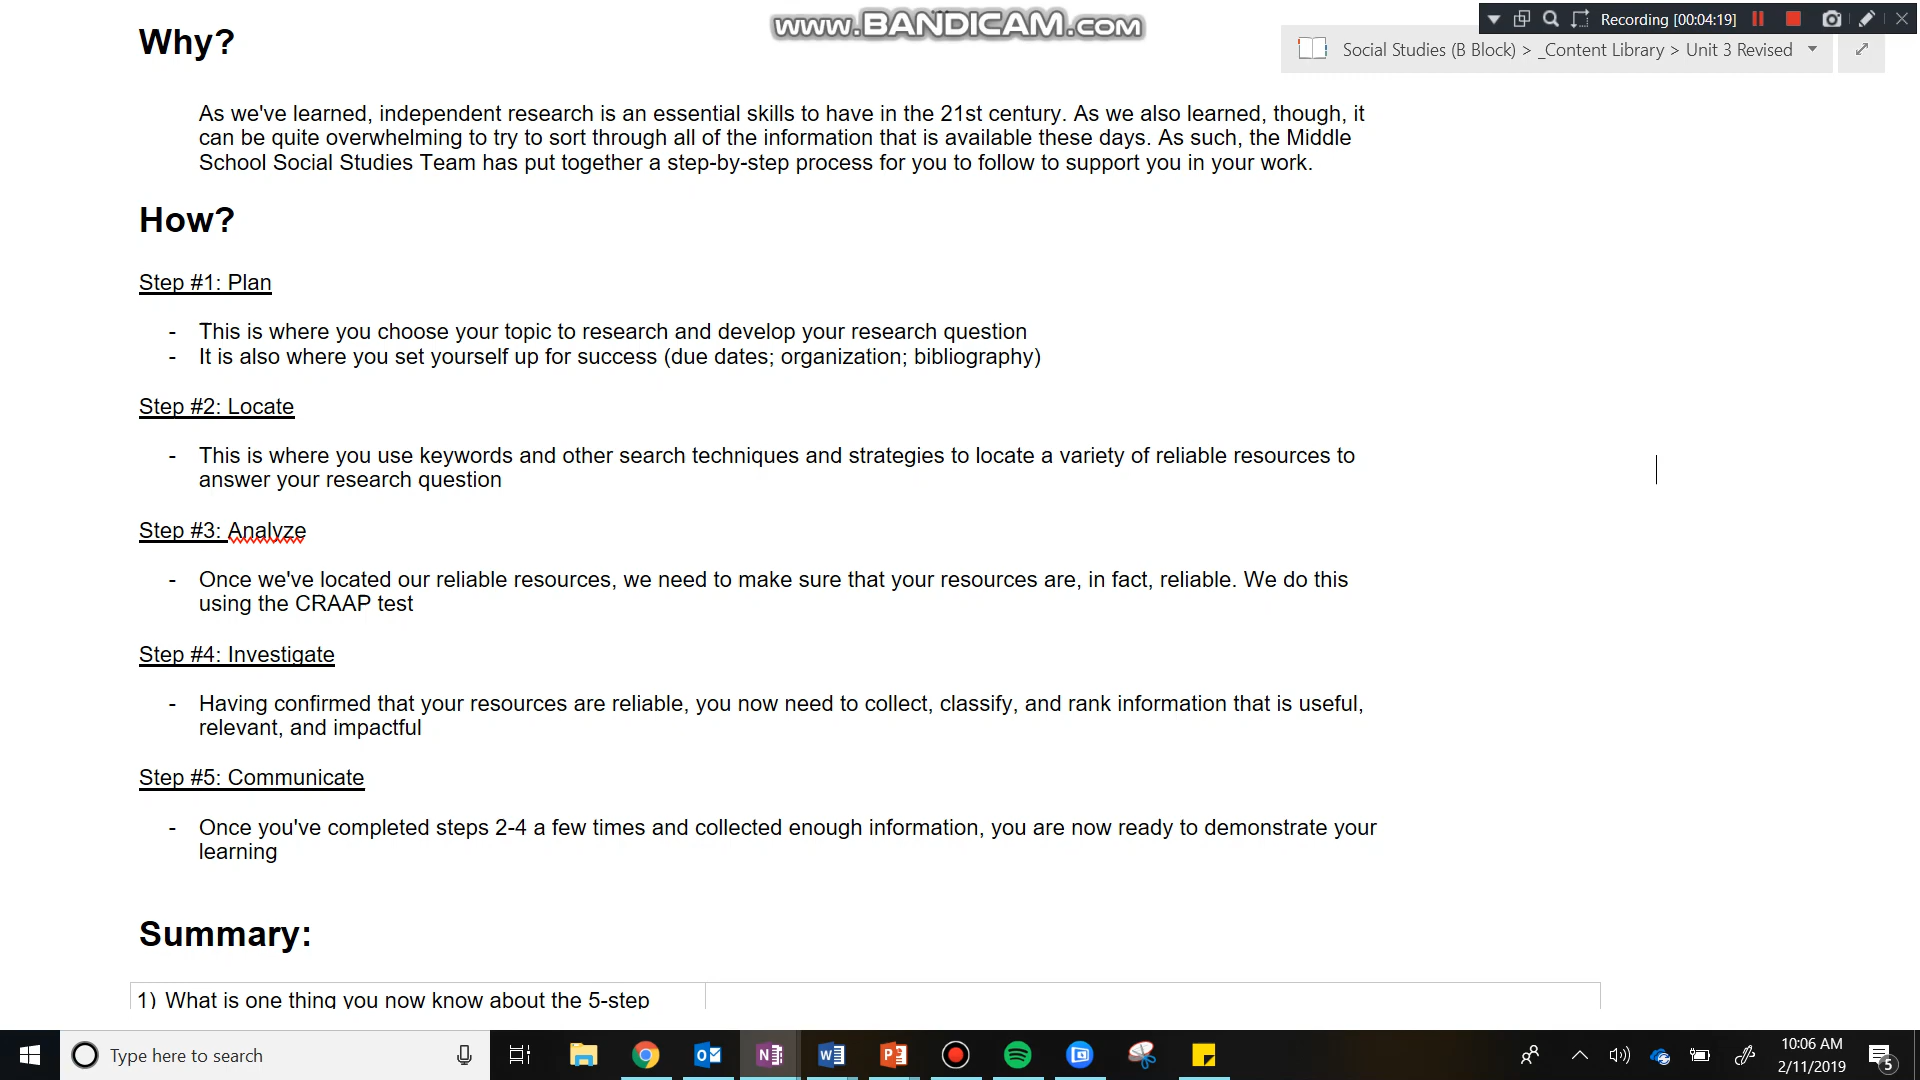 www.BANDICAM.com
Recording [00:04:19]
Social Studies (B Block) > _Content Library > Unit 3 Revised
Why?
As we've learned, independent research is an essential skills to have in the 21st century. As we also learned, though, it
can be quite overwhelming to try to sort through all of the information that is available these days. As such, the Middle
School Social Studies Team has put together a step-by-step process for you to follow to support you in your work.
How?
Step #1: Plan
- This is where you choose your topic to research and develop your research question
- It is also where you set yourself up for success (due dates; organization; bibliography)
Step #2: Locate
- This is where you use keywords and other search techniques and strategies to locate a variety of reliable resources to
answer your research question
Step #3: Analyze
- Once we've located our reliable resources, we need to make sure that your resources are, in fact, reliable. We do this
using the CRAAP test
Step #4: Investigate
- Having confirmed that your resources are reliable, you now need to collect, classify, and rank information that is useful,
relevant, and impactful
Step #5: Communicate
- Once you've completed steps 2-4 a few times and collected enough information, you are now ready to demonstrate your
learning
Summary:
1) What is one thing you now know about the 5-step
Type here to search
10:06 AM
2/11/2019
5